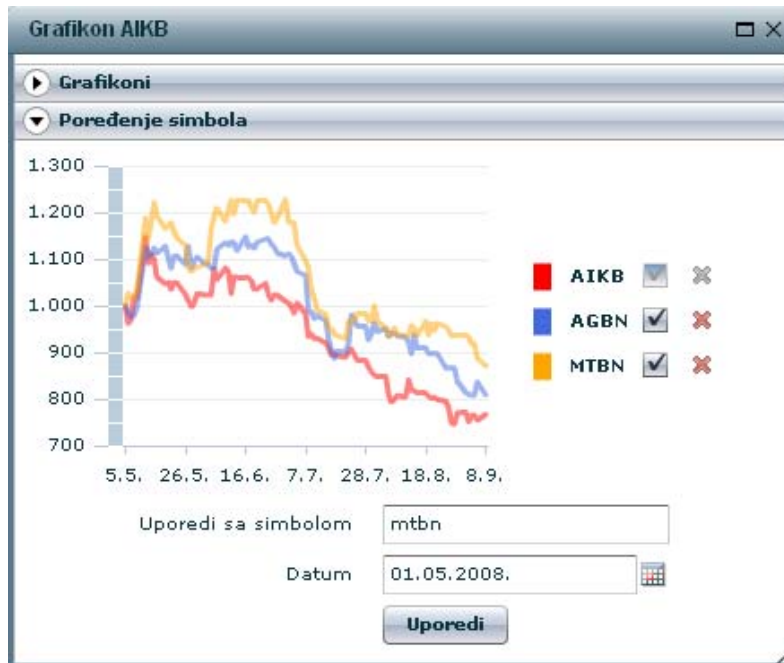 Grafikon AIKB
Grafikoni
Poređenje simbola
1.300
1.200
1.100
1.000
900
800
700
5.5. 26.5. 16.6. 7.7. 28.7. 18.8. 8.9.
AIKB
AGBN
MTBN
Uporedi sa simbolom mtbn
Datum 01.05.2008.
Uporedi